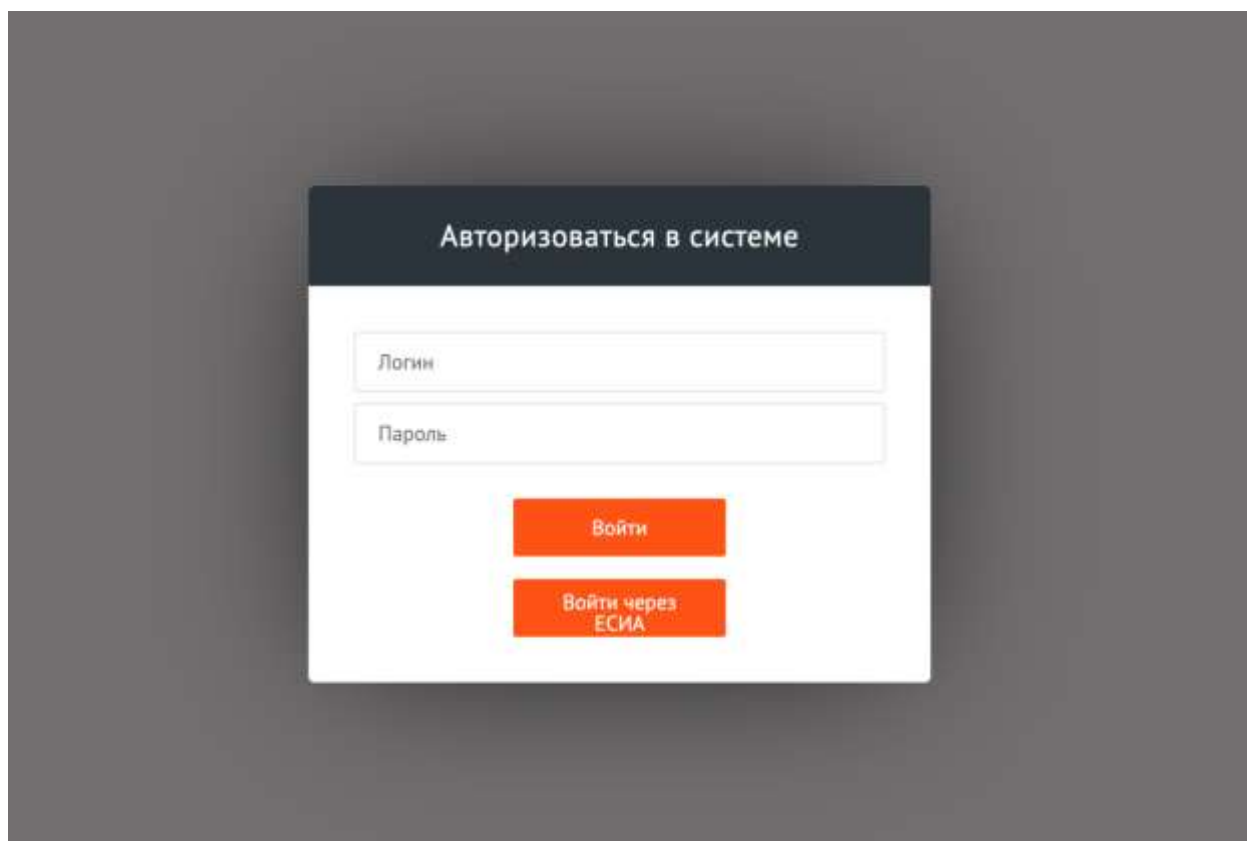 Авторизоваться в системе
Логин
Пароль
Войти
Войти через
ЕСИА